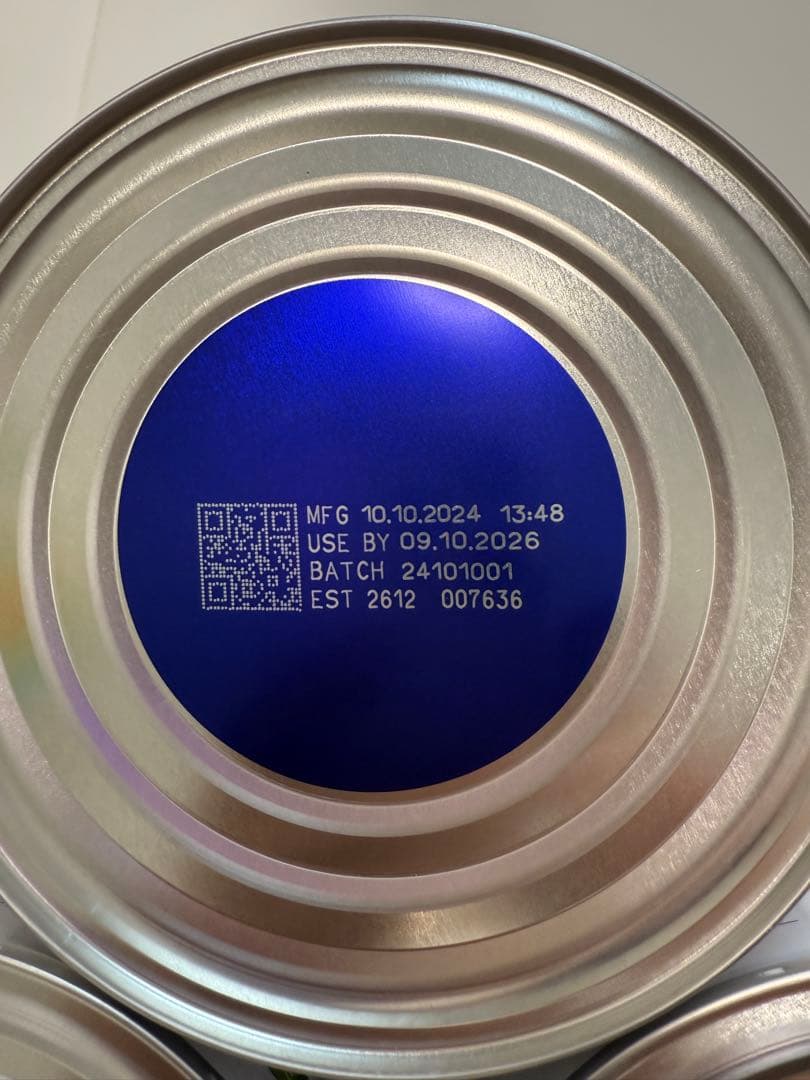 MFG 10.10.2024 13:48
USE BY 09.10.2026
BATCH 24101001
EST 2612 007636